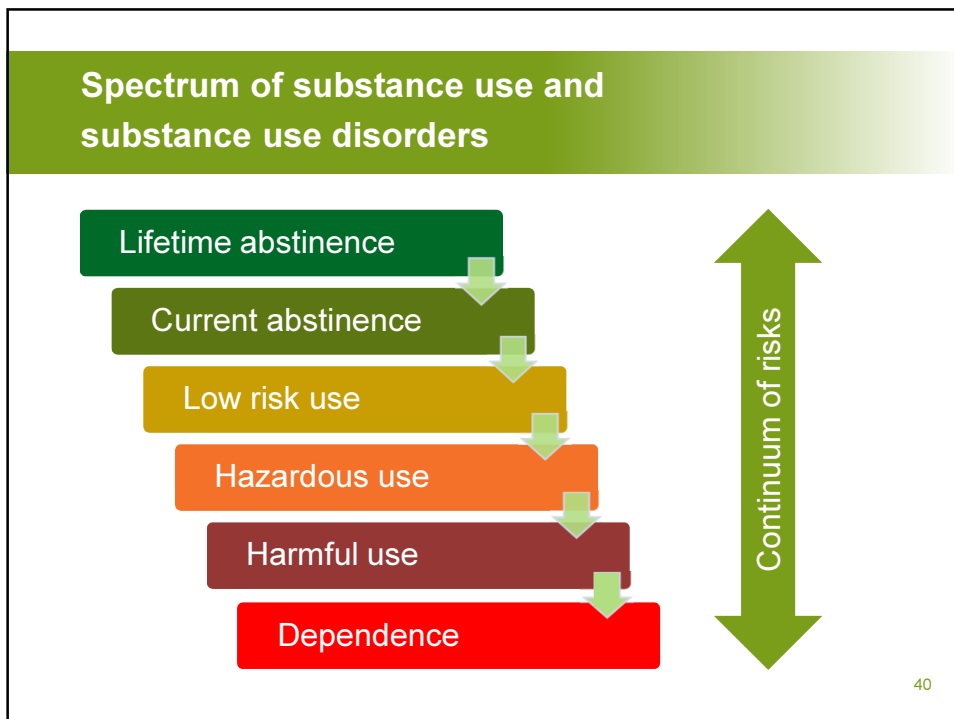 Spectrum of substance use and
substance use disorders
Lifetime abstinence
Current abstinence
Low risk use
Hazardous use
Harmful use
Dependence
Continuum of risks
40